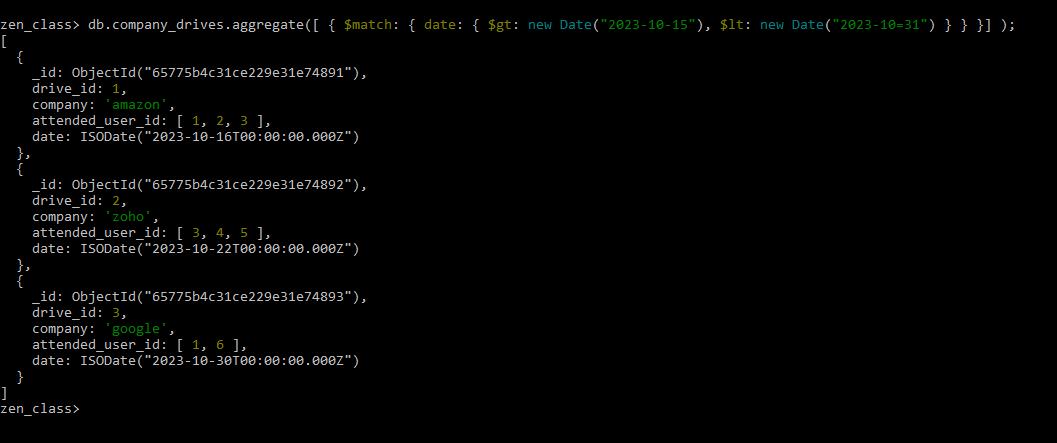 zen_class> db.company_drives.aggregate([ { $match: { date: { $gt: new Date("2023-10-15"), $lt: new Date("2023-10=31") } } }] );
[
  {
    _id: ObjectId("65775b4c31ce229e31e74891"),
    drive_id: 1,
    company: 'amazon',
    attended_user_id: [ 1, 2, 3 ],
    date: ISODate("2023-10-16T00:00:00.000Z")
  },
  {
    _id: ObjectId("65775b4c31ce229e31e74892"),
    drive_id: 2,
    company: 'zoho',
    attended_user_id: [ 3, 4, 5 ],
    date: ISODate("2023-10-22T00:00:00.000Z")
  },
  {
    _id: ObjectId("65775b4c31ce229e31e74893"),
    drive_id: 3,
    company: 'google',
    attended_user_id: [ 1, 6 ],
    date: ISODate("2023-10-30T00:00:00.000Z")
  }
]
zen_class>